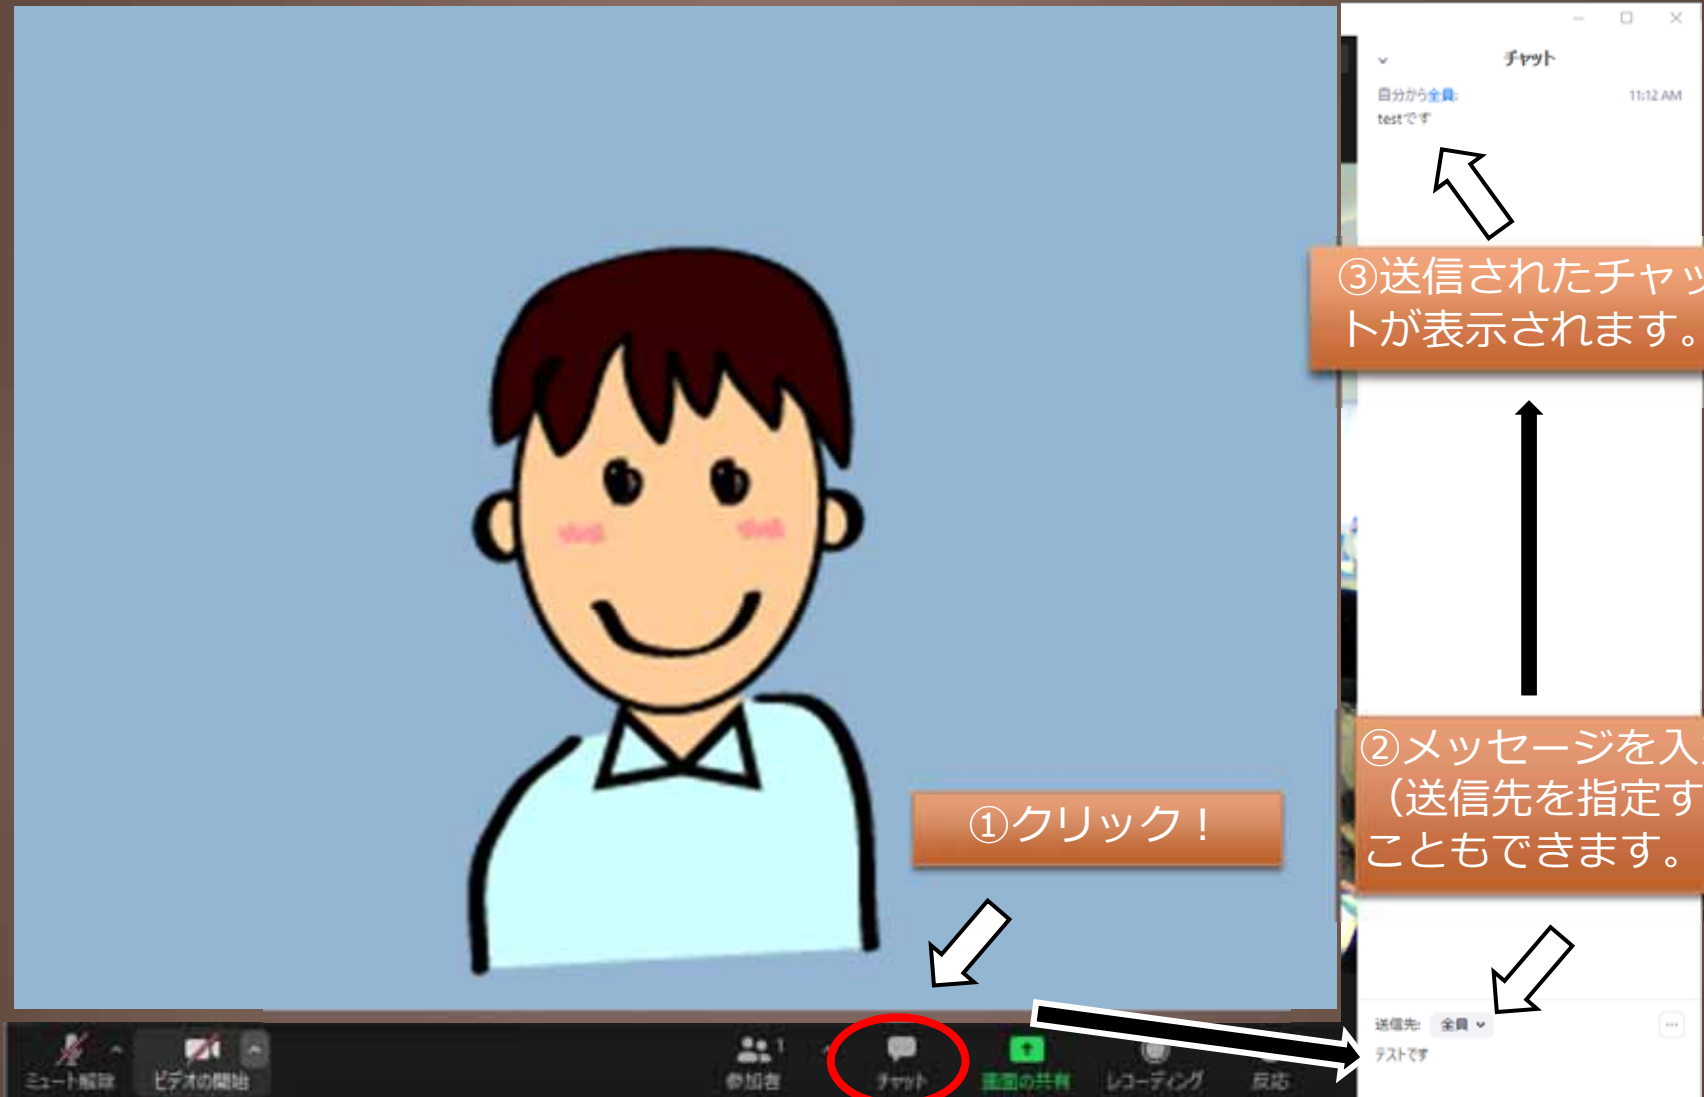 チャット
自分から全員:
11:12 AM
testです
③送信されたチャッ
トが表示されます。
②メッセージを入
（送信先を指定す
こともできます。
①クリック！
送信先: 全員
テストです
ミュート解除
ビデオの開始
1
参加者
チャット
画面の共有
レコーディング
反応